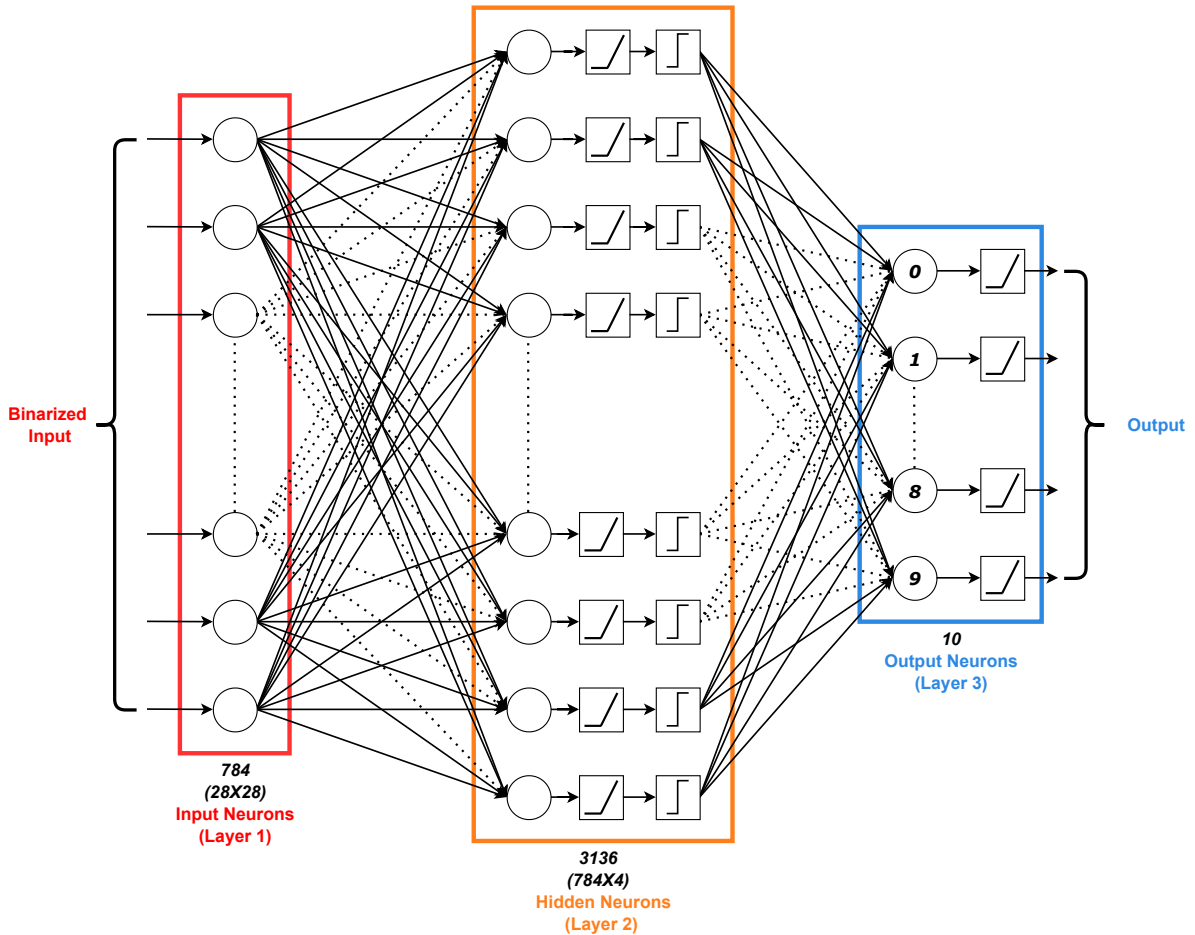 Binarized
Input
784
(28X28)
Input Neurons
(Layer 1)
3136
(784X4)
Hidden Neurons
(Layer 2)
0
1
8
9
10
Output Neurons
(Layer 3)
Output